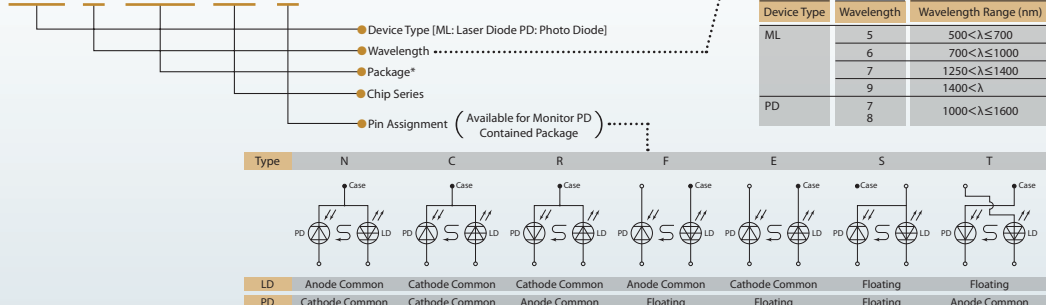 Device Type [ML: Laser Diode PD: Photo Diode]
Wavelength
Package*
Chip Series
Pin Assignment (Available for Monitor PD
Contained Package)
Device Type Wavelength Wavelength Range (nm)
ML 5 500<λ≤700
6 700<λ≤1000
7 1250<λ≤1400
9 1400<λ
PD 7 1000<λ≤1600
8
Type N C R F E S T
Case Case Case Case Case Case Case
PD LD PD LD PD LD PD LD PD LD PD LD PD LD
LD Anode Common Cathode Common Cathode Common Anode Common Cathode Common Floating Floating
PD Cathode Common Cathode Common Anode Common Floating Floating Floating Anode Common